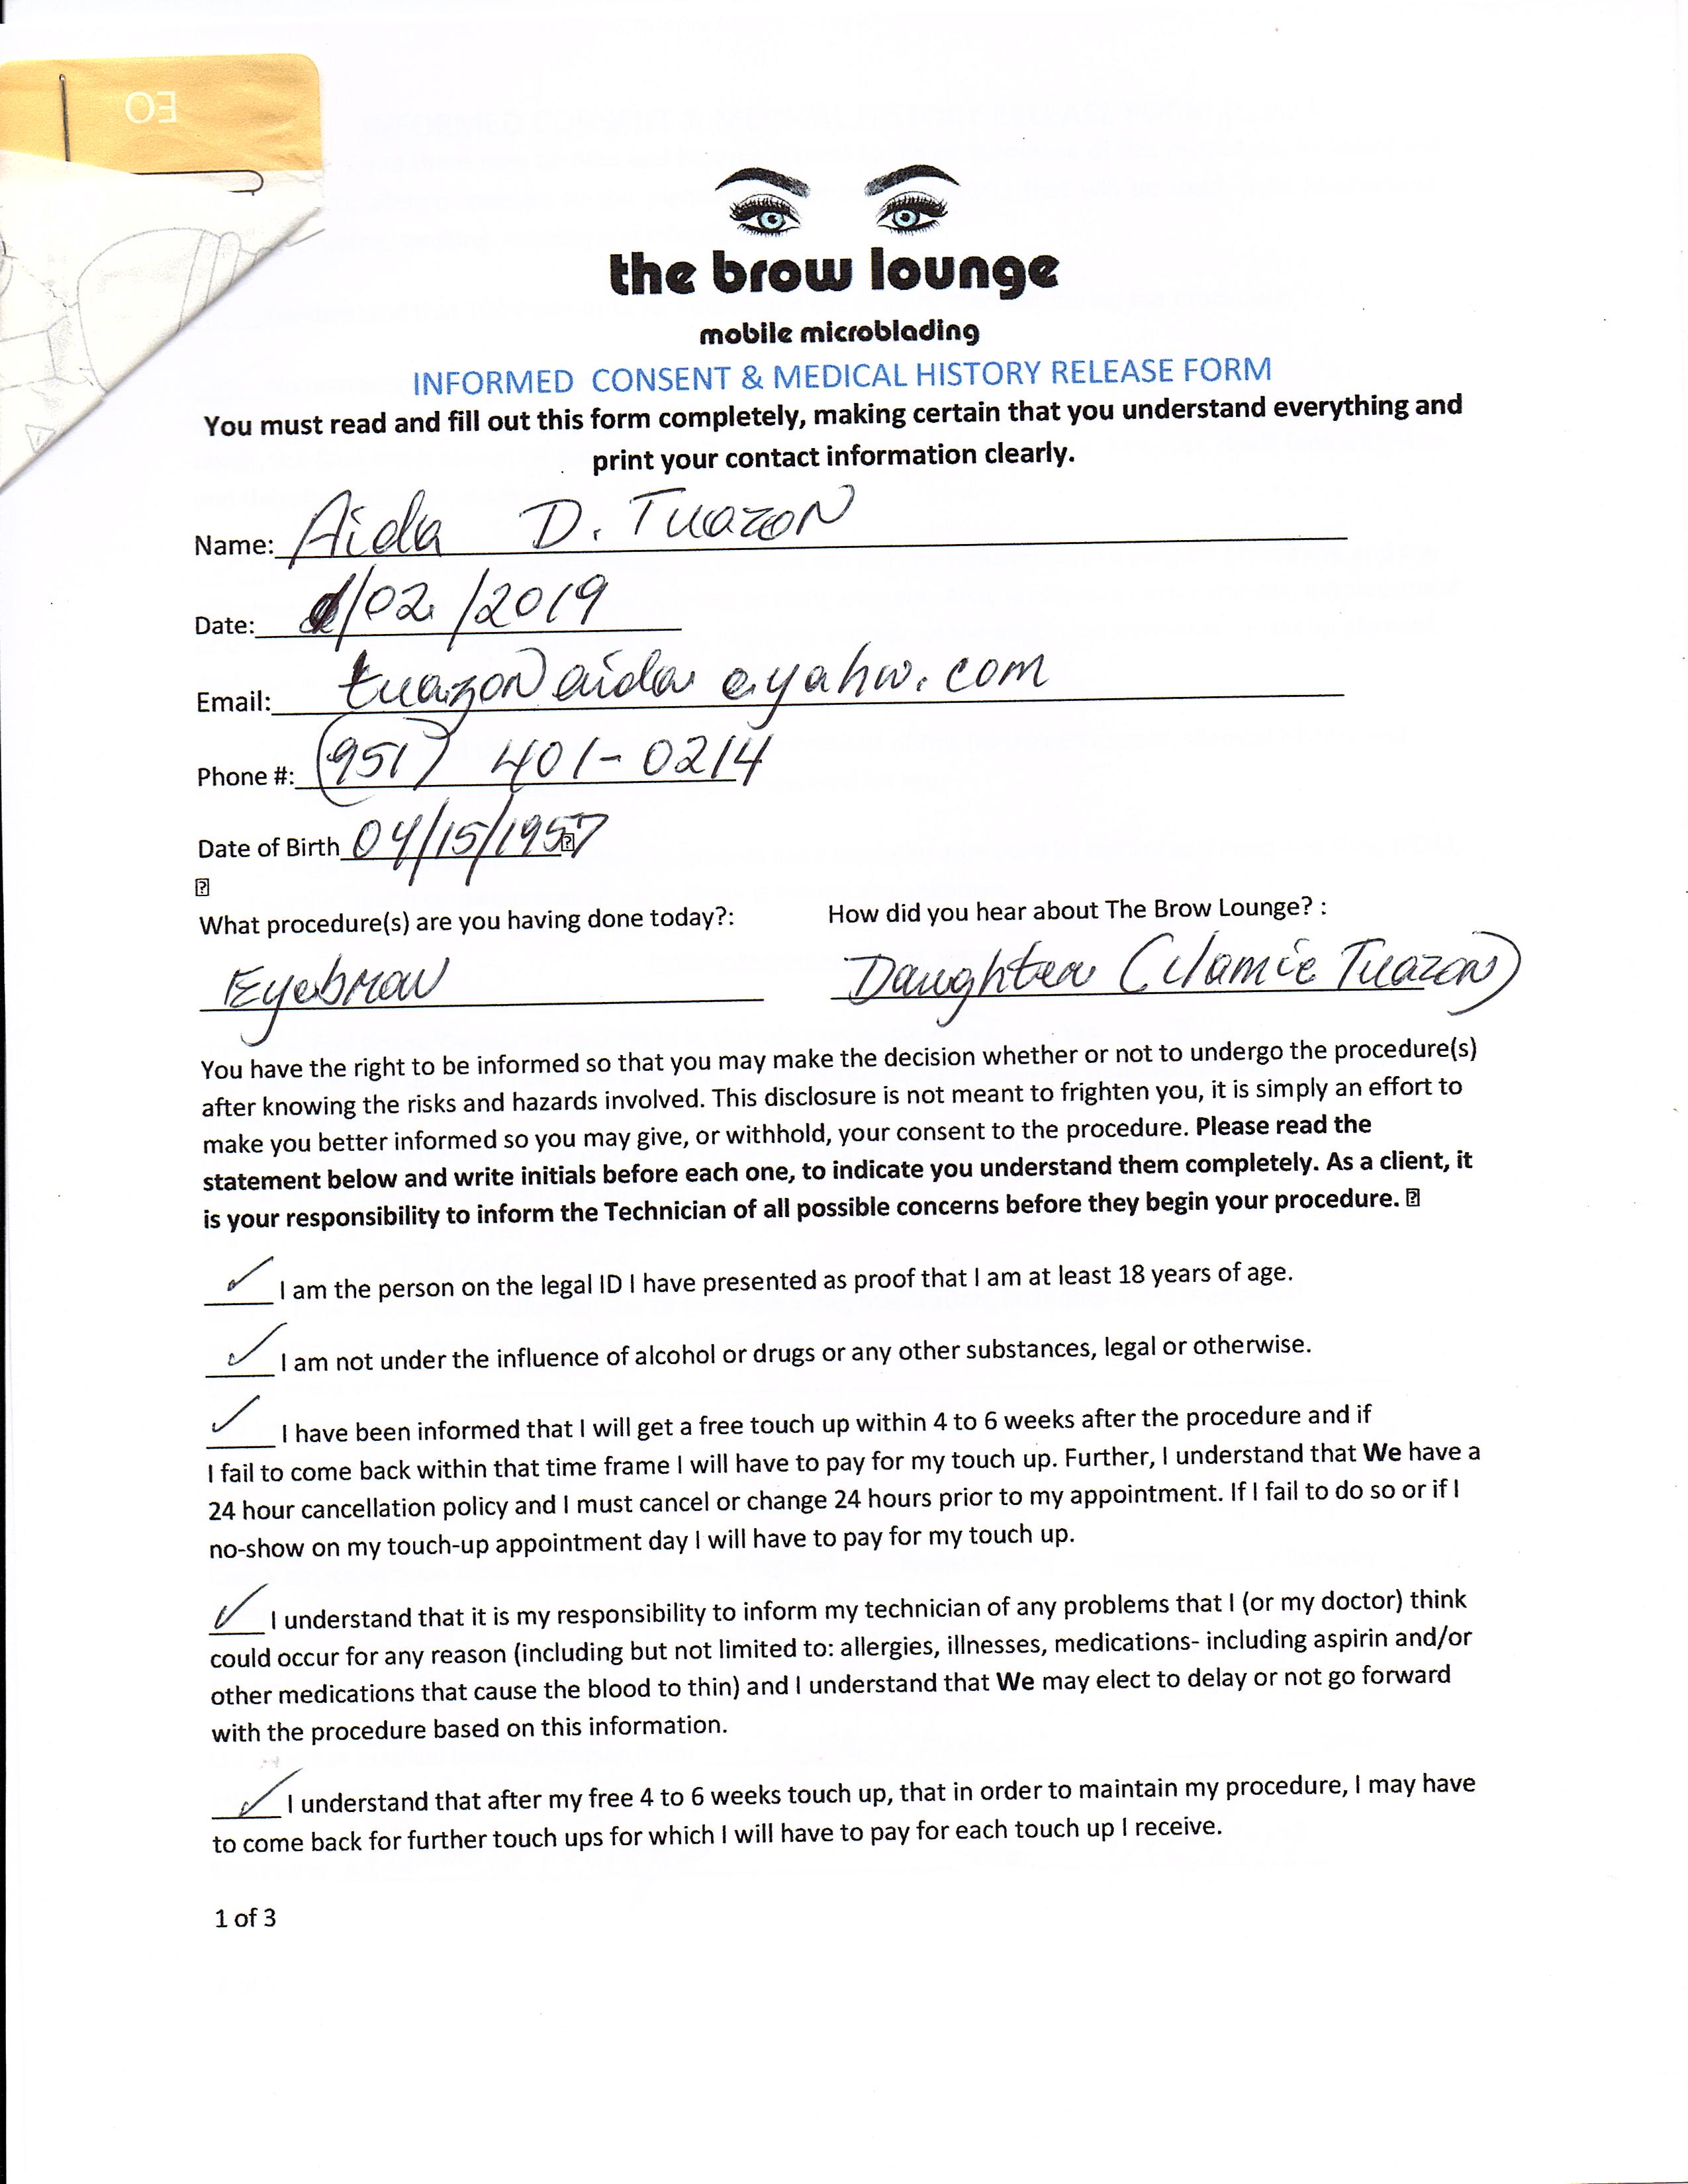 EO
the brow lounge
mobile microblading
INFORMED CONSENT & MEDICAL HISTORY RELEASE FORM
You must read and fill out this form completely, making certain that you understand everything and
print your contact information clearly.
Name: Aida D. Tuazon
Date: /02/2019
Email: tuazonaida@yahoo.com
Phone #: (951) 401-0214
Date of Birth 04/15/1957
What procedure(s) are you having done today?: How did you hear about The Brow Lounge? :
Eyebrow Daughter (Jamie Tuazon)
You have the right to be informed so that you may make the decision whether or not to undergo the procedure(s)
after knowing the risks and hazards involved. This disclosure is not meant to frighten you, it is simply an effort to
make you better informed so you may give, or withhold, your consent to the procedure. Please read the
statement below and write initials before each one, to indicate you understand them completely. As a client, it
is your responsibility to inform the Technician of all possible concerns before they begin your procedure.
✓ I am the person on the legal ID I have presented as proof that I am at least 18 years of age.
✓ I am not under the influence of alcohol or drugs or any other substances, legal or otherwise.
✓ I have been informed that I will get a free touch up within 4 to 6 weeks after the procedure and if
I fail to come back within that time frame I will have to pay for my touch up. Further, I understand that We have a
24 hour cancellation policy and I must cancel or change 24 hours prior to my appointment. If I fail to do so or if I
no-show on my touch-up appointment day I will have to pay for my touch up.
✓ I understand that it is my responsibility to inform my technician of any problems that I (or my doctor) think
could occur for any reason (including but not limited to: allergies, illnesses, medications- including aspirin and/or
other medications that cause the blood to thin) and I understand that We may elect to delay or not go forward
with the procedure based on this information.
✓ I understand that after my free 4 to 6 weeks touch up, that in order to maintain my procedure, I may have
to come back for further touch ups for which I will have to pay for each touch up I receive.
1 of 3